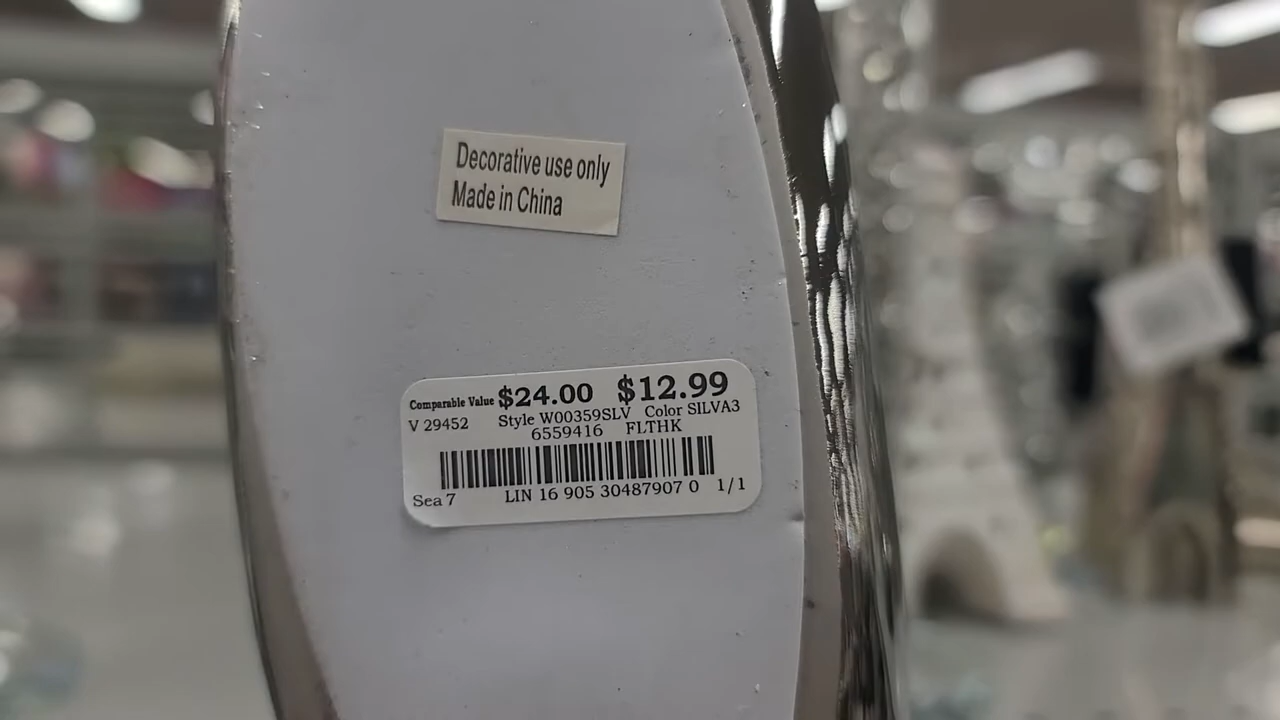 Decorative use only
Made in China
Comparable Value $24.00 $12.99
V 29452 Style W00359SLV Color SILVA3
6559416 FLTHK
Sea 7 LIN 16 905 30487907 0 1/1